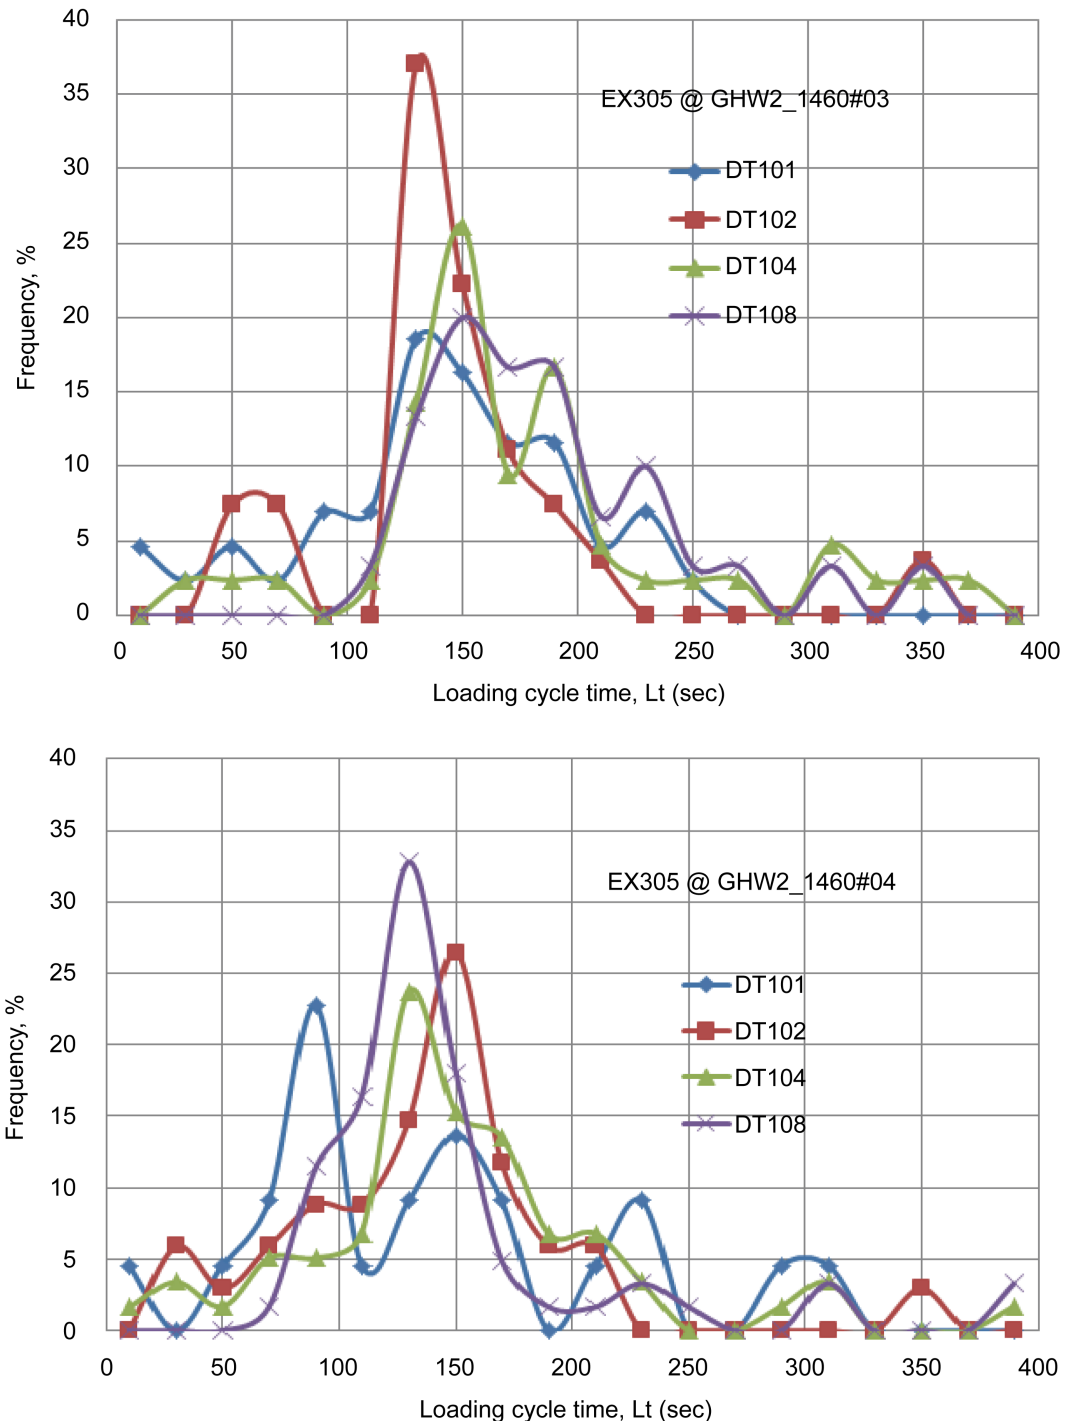 40
35
30
25
20
15
10
5
0
Frequency, %
EX305 @ GHW2_1460#03
DT101
DT102
DT104
DT108
0 50 100 150 200 250 300 350 400
Loading cycle time, Lt (sec)
40
35
30
25
20
15
10
5
0
Frequency, %
EX305 @ GHW2_1460#04
DT101
DT102
DT104
DT108
0 50 100 150 200 250 300 350 400
Loading cycle time, Lt (sec)